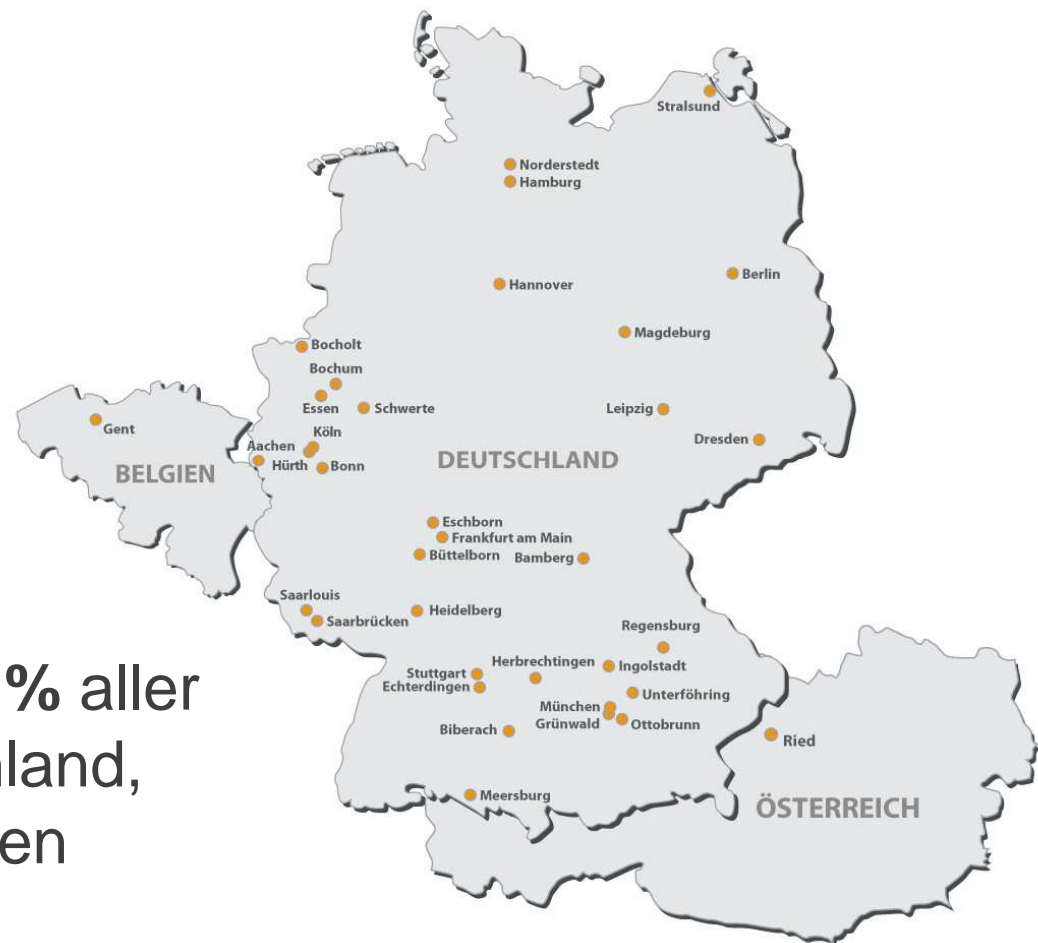 Stralsund
Norderstedt
Hamburg
Berlin
Hannover
Magdeburg
Bocholt
Bochum
Essen
Schwerte
Leipzig
Gent
Köln
Dresden
Aachen
Hürth
Bonn
DEUTSCHLAND
BELGIEN
Eschborn
Frankfurt am Main
Büttelborn
Bamberg
Saarlouis
Heidelberg
Saarbrücken
Regensburg
Herbrechtingen
Ingolstadt
Stuttgart
Echterdingen
Unterföhring
München
Grünwald
Ottobrunn
Biberach
Ried
Meersburg
ÖSTERREICH
% aller
land,
en